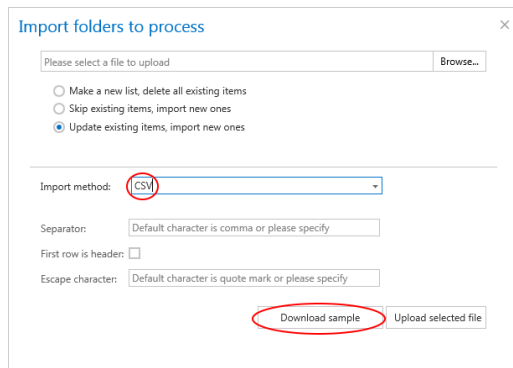 Import folders to process
Please select a file to upload Browse...
Make a new list, delete all existing items
Skip existing items, import new ones
Update existing items, import new ones
Import method: CSV
Separator: Default character is comma or please specify
First row is header:
Escape character: Default character is quote mark or please specify
Download sample Upload selected file